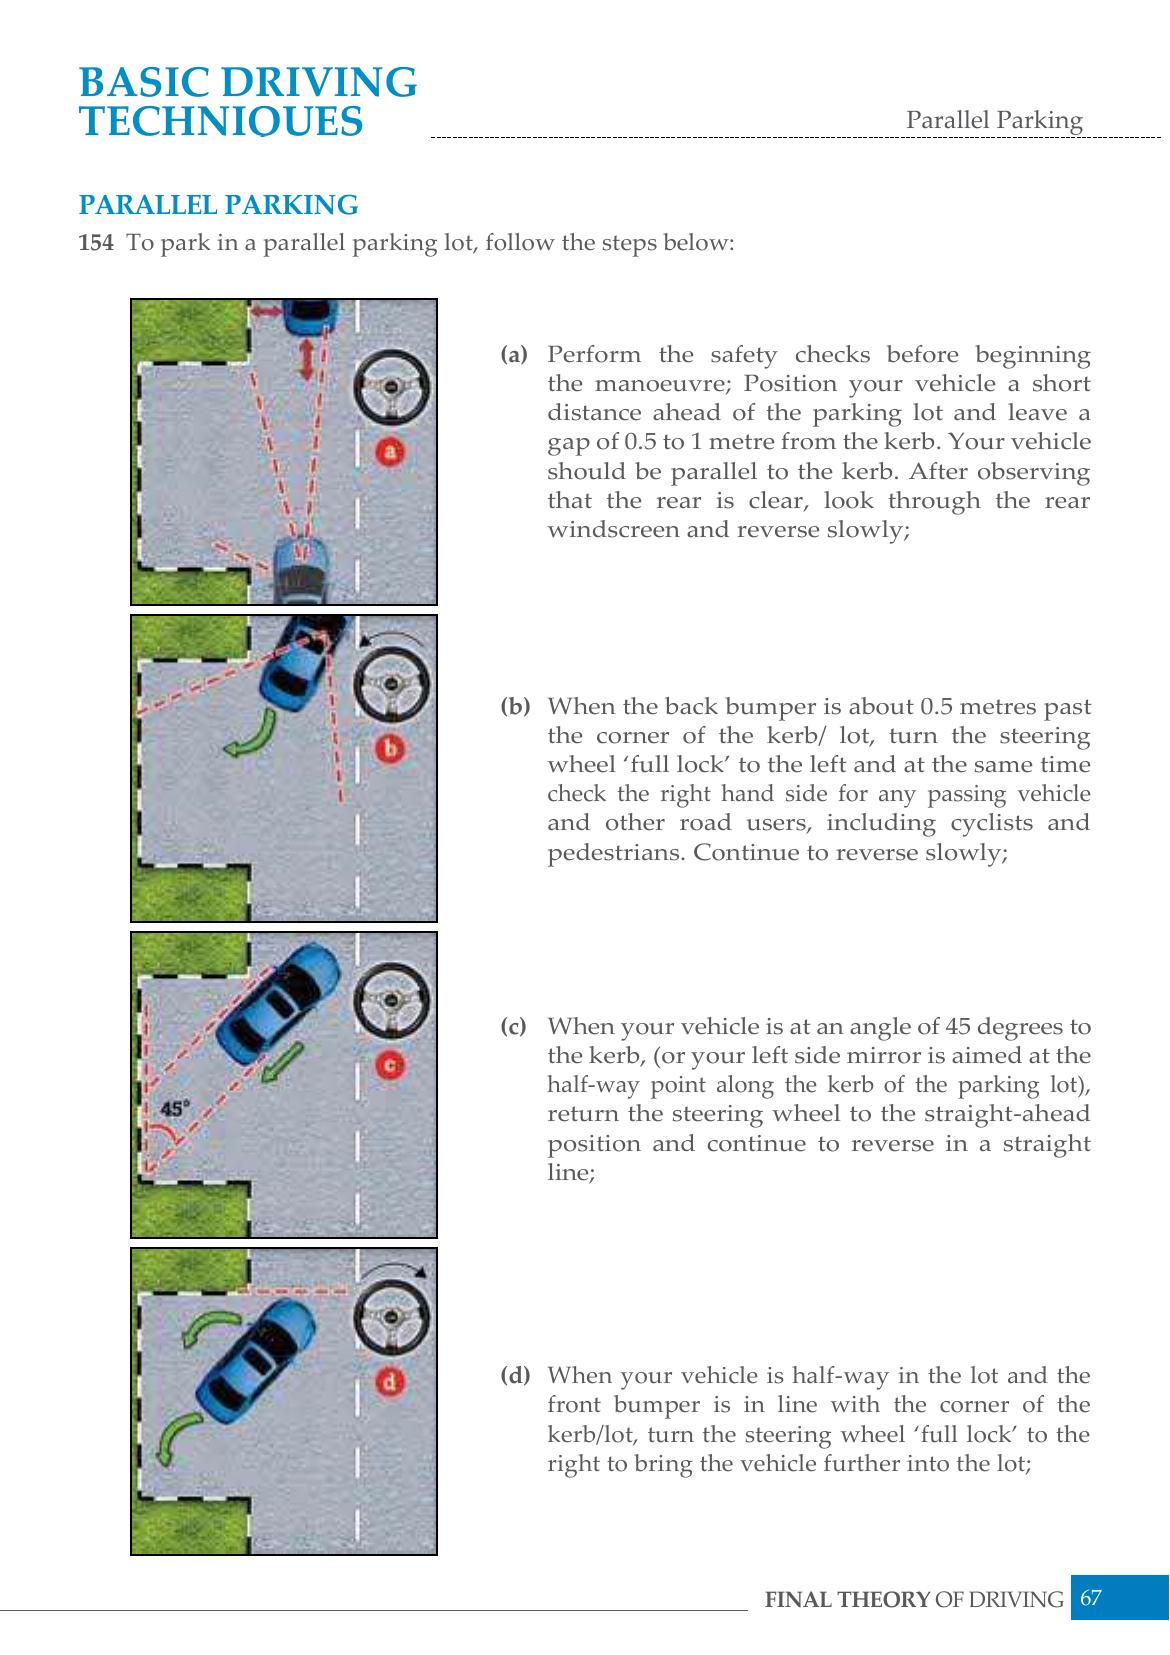 BASIC DRIVING
TECHNIQUES
Parallel Parking
PARALLEL PARKING
154 To park in a parallel parking lot, follow the steps below:
a
(a) Perform the safety checks before beginning
the manoeuvre; Position your vehicle a short
distance ahead of the parking lot and leave a
gap of 0.5 to 1 metre from the kerb. Your vehicle
should be parallel to the kerb. After observing
that the rear is clear, look through the rear
windscreen and reverse slowly;
b
(b) When the back bumper is about 0.5 metres past
the corner of the kerb/ lot, turn the steering
wheel ‘full lock’ to the left and at the same time
check the right hand side for any passing vehicle
and other road users, including cyclists and
pedestrians. Continue to reverse slowly;
c
45°
(c) When your vehicle is at an angle of 45 degrees to
the kerb, (or your left side mirror is aimed at the
half-way point along the kerb of the parking lot),
return the steering wheel to the straight-ahead
position and continue to reverse in a straight
line;
d
(d) When your vehicle is half-way in the lot and the
front bumper is in line with the corner of the
kerb/lot, turn the steering wheel ‘full lock’ to the
right to bring the vehicle further into the lot;
FINAL THEORY OF DRIVING 67